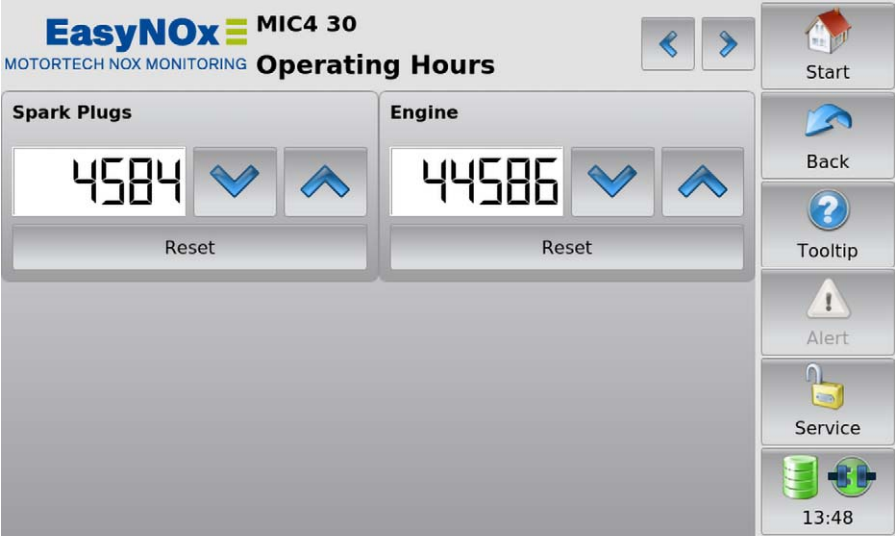 EasyNOx
MOTORTECH NOX MONITORING
MIC4 30
Operating Hours
Start
Spark Plugs
Engine
4584
44586
Reset
Reset
Back
Tooltip
Alert
Service
13:48